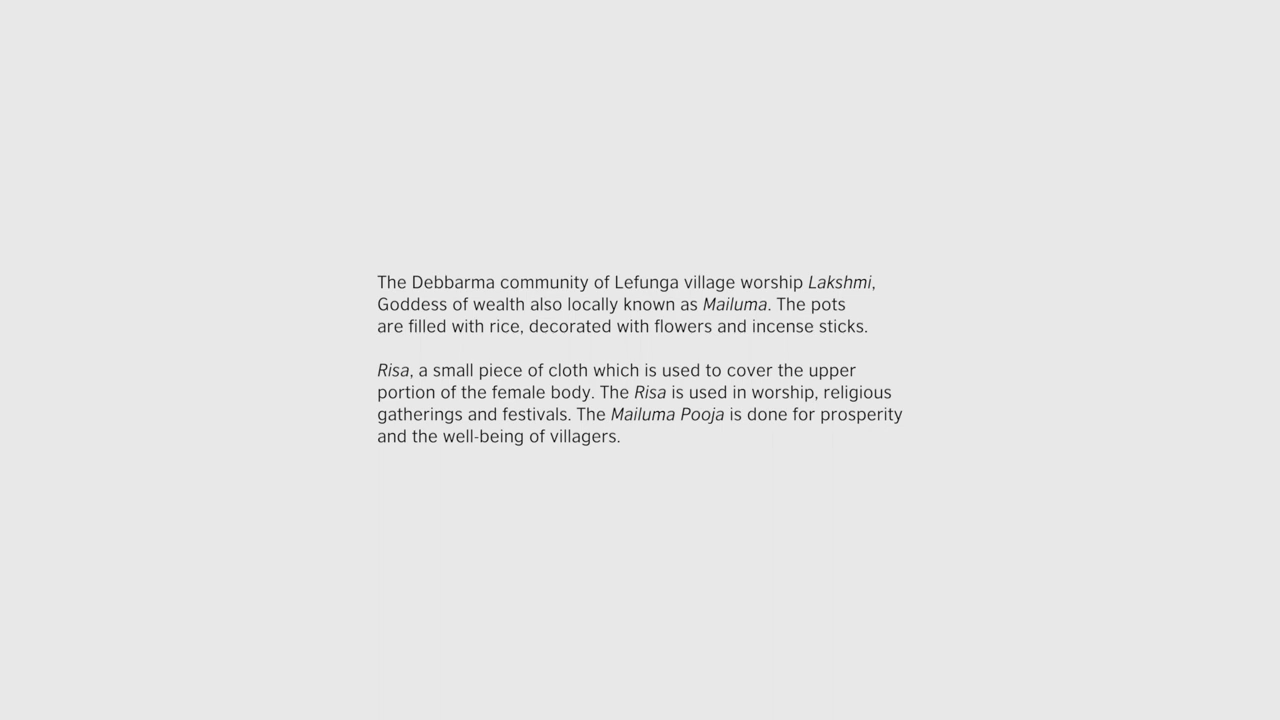 The Debbarma community of Lefunga village worship Lakshmi,
Goddess of wealth also locally known as Mailuma. The pots
are filled with rice, decorated with flowers and incense sticks.
Risa, a small piece of cloth which is used to cover the upper
portion of the female body. The Risa is used in worship, religious
gatherings and festivals. The Mailuma Pooja is done for prosperity
and the well-being of villagers.